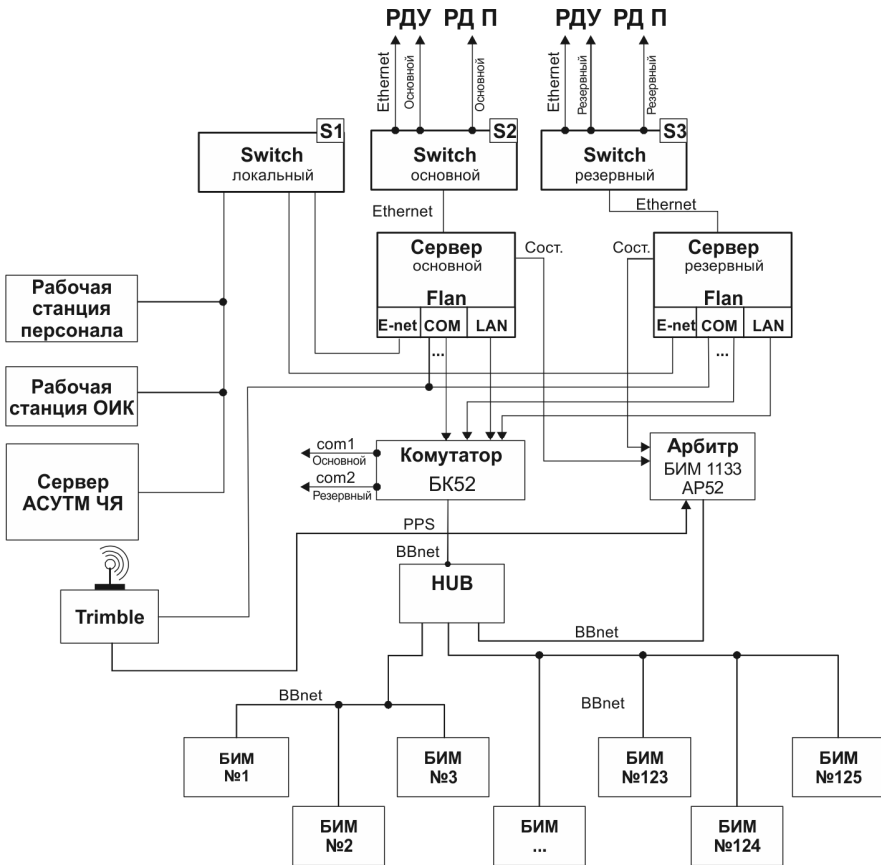 РДУ РД П
РДУ РД П
Ethernet
Основной
Основной
Ethernet
Резервный
Резервный
S1
Switch
локальный
S2
Switch
основной
S3
Switch
резервный
Ethernet
Ethernet
Сервер
основной
Flan
E-net COM LAN
...
Сост.
Сост.
Сервер
резервный
Flan
E-net COM LAN
...
Рабочая
станция
персонала
Рабочая
станция ОИК
Сервер
АСУТМ ЧЯ
com1
Основной
com2
Резервный
Комутатор
БК52
Арбитр
БИМ 1133
АР52
PPS
BBnet
HUB
Trimble
BBnet
BBnet
BBnet
БИМ
№1
БИМ
№2
БИМ
№3
БИМ
...
БИМ
№123
БИМ
№124
БИМ
№125